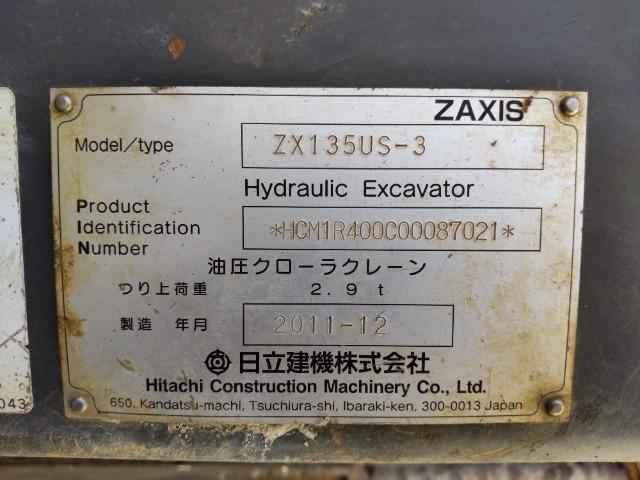 ZAXIS
Model/type ZX135US-3
Hydraulic Excavator
Product
Identification
Number
*HCM1R400C00087021*
油圧クローラクレーン
つり上荷重 2.9 t
製造 年月 2011-12
日立建機株式会社
Hitachi Construction Machinery Co., Ltd.
650, Kandatsu-machi, Tsuchiura-shi, Ibaraki-ken, 300-0013 Japan
043